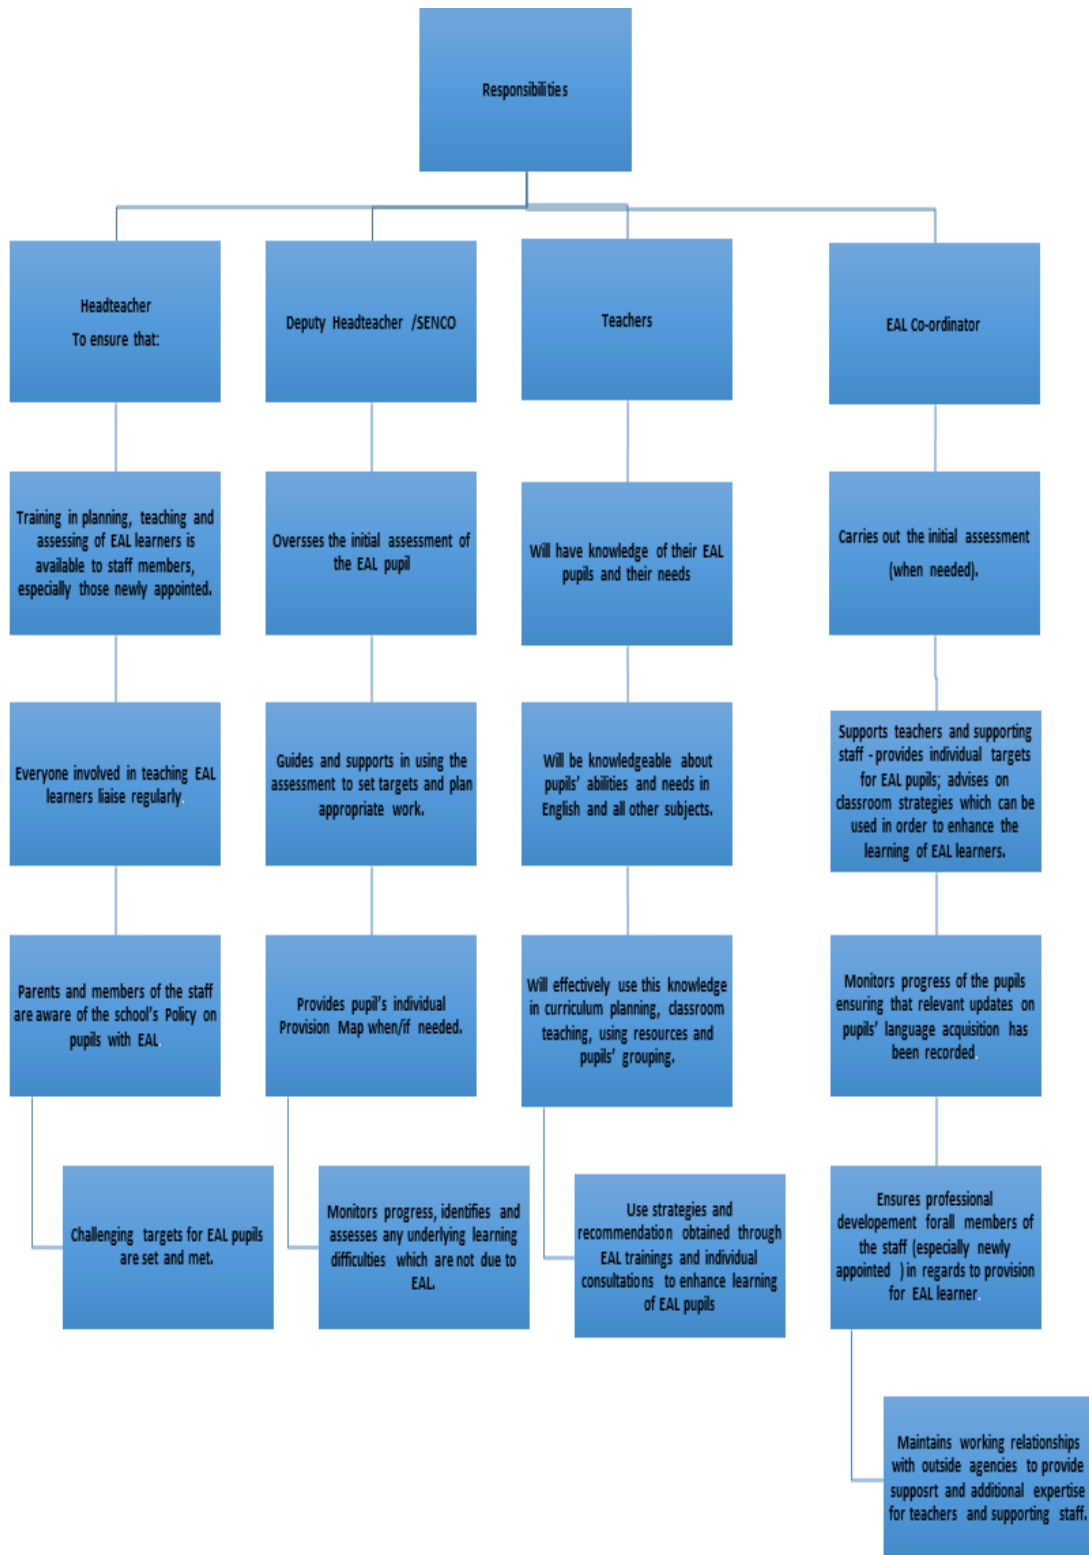 Responsibilities
Headteacher
To ensure that:
Training in planning, teaching and
assessing of EAL learners is
available to staff members,
especially those newly appointed.
Everyone involved in teaching EAL
learners liaise regularly.
Parents and members of the staff
are aware of the school's Policy on
pupils with EAL.
Challenging targets for EAL pupils
are set and met.
Deputy Headteacher /SENCO
Oversses the initial assessment of
the EAL pupil
Guides and supports in using the
assessment to set targets and plan
appropriate work.
Provides pupil's individual
Provision Map when/if needed.
Monitors progress, identifies and
assesses any underlying learning
difficulties which are not due to
EAL.
Teachers
Will have knowledge of their EAL
pupils and their needs
Will be knowledgeable about
pupils' abilities and needs in
English and all other subjects.
Will effectively use this knowledge
in curriculum planning, classroom
teaching, using resources and
pupils' grouping.
Use strategies and
recommendation obtained through
EAL trainings and individual
consultations to enhance learning
of EAL pupils
EAL Co-ordinator
Carries out the initial assessment
(when needed).
Supports teachers and supporting
staff - provides individual targets
for EAL pupils; advises on
classroom strategies which can be
used in order to enhance the
learning of EAL learners.
Monitors progress of the pupils
ensuring that relevant updates on
pupils' language acquisition has
been recorded.
Ensures professional
developement forall members of
the staff (especially newly
appointed ) in regards to provision
for EAL learner.
Maintains working relationships
with outside agencies to provide
supposrt and additional expertise
for teachers and supporting staff.